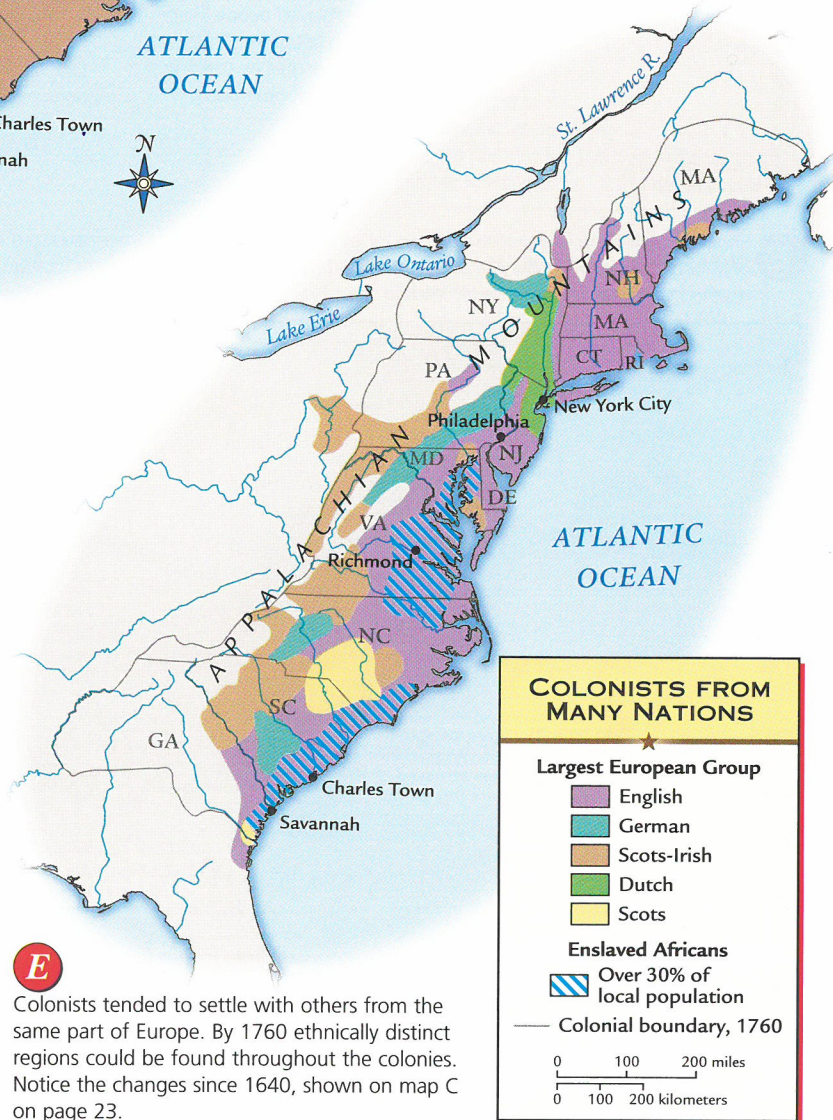 ATLANTIC
OCEAN
Charles Town
nah
N
St. Lawrence R.
MA
Lake Ontario
NH
Lake Erie
NY
MA
CT
RI
PA
New York City
Philadelphia
NJ
MD
DE
VA
ATLANTIC
OCEAN
Richmond
APPALACHIAN MOUNTAINS
NC
SC
GA
Charles Town
Savannah
COLONISTS FROM
MANY NATIONS
Largest European Group
English
German
Scots-Irish
Dutch
Scots
Enslaved Africans
Over 30% of
local population
Colonial boundary, 1760
0 100 200 miles
0 100 200 kilometers
E
Colonists tended to settle with others from the
same part of Europe. By 1760 ethnically distinct
regions could be found throughout the colonies.
Notice the changes since 1640, shown on map C
on page 23.